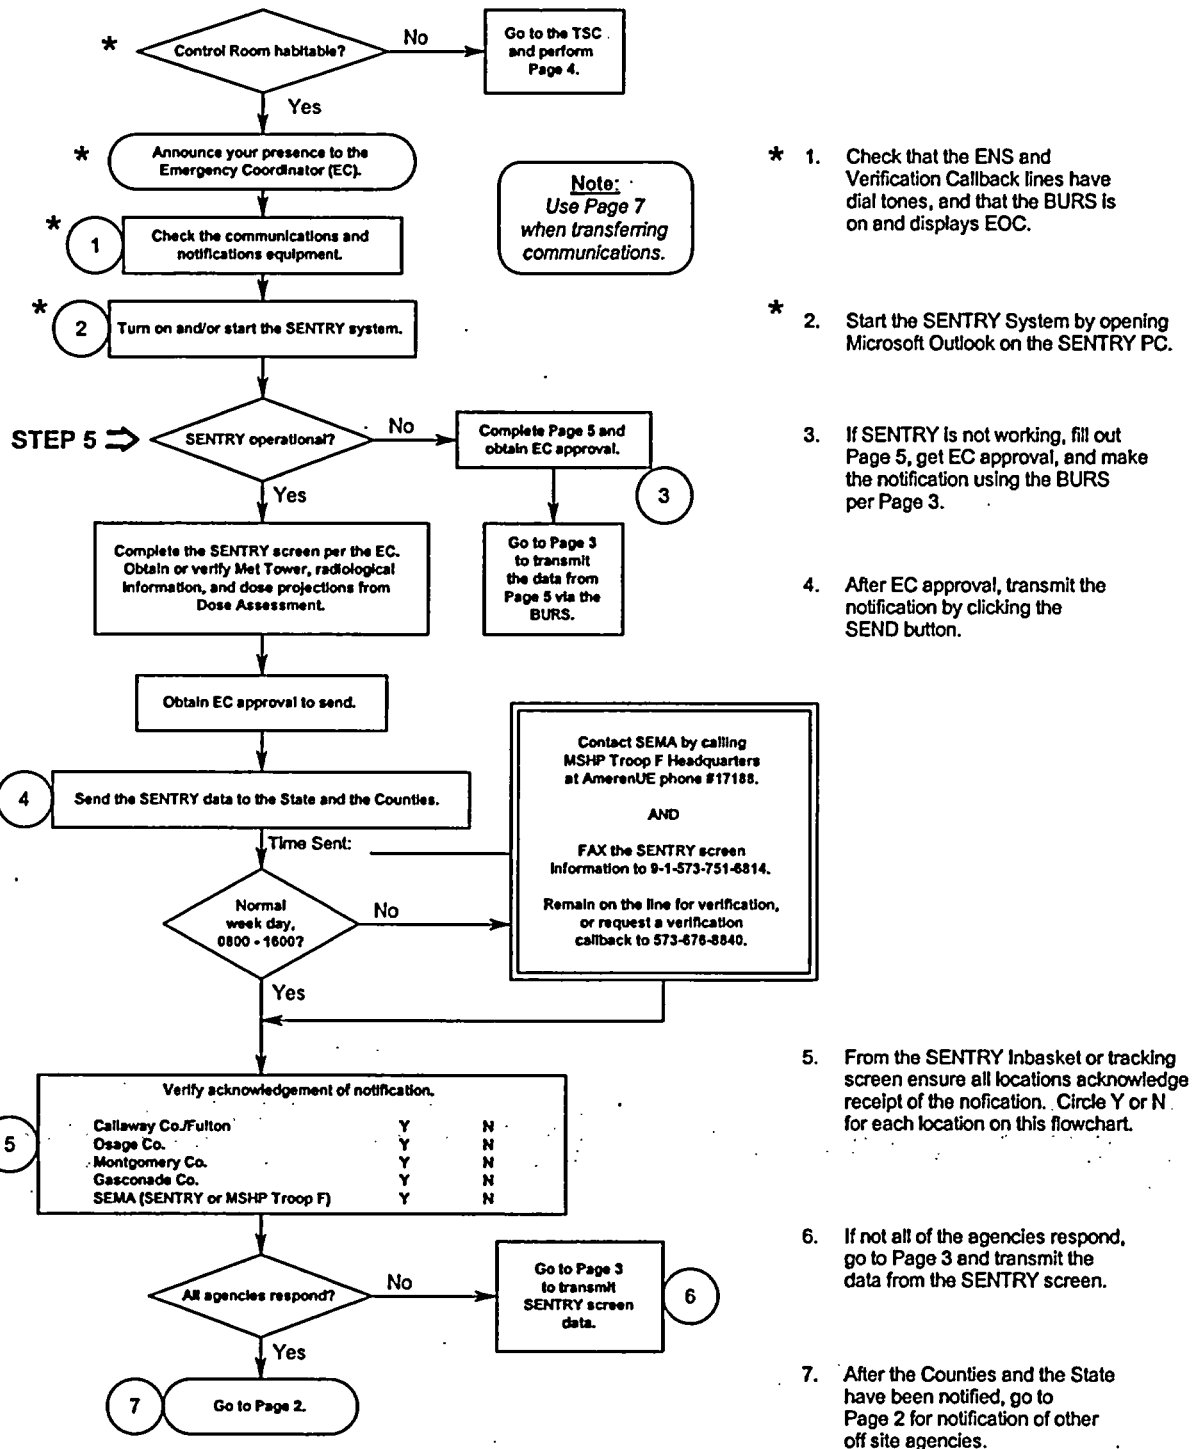 * Control Room habitable?
No
Go to the TSC
and perform
Page 4.
Yes
* Announce your presence to the
Emergency Coordinator (EC).
Note:
Use Page 7
when transferring
communications.
* 1. Check that the ENS and
Verification Callback lines have
dial tones, and that the BURS is
on and displays EOC.
* 1 Check the communications and
notifications equipment.
* 2 Turn on and/or start the SENTRY system.
* 2. Start the SENTRY System by opening
Microsoft Outlook on the SENTRY PC.
STEP 5 ⇒ SENTRY operational?
No
Complete Page 5 and
obtain EC approval.
3
3. If SENTRY is not working, fill out
Page 5, get EC approval, and make
the notification using the BURS
per Page 3.
Yes
Complete the SENTRY screen per the EC.
Obtain or verify Met Tower, radiological
Information, and dose projections from
Dose Assessment.
Go to Page 3
to transmit
the data from
Page 5 via the
BURS.
4. After EC approval, transmit the
notification by clicking the
SEND button.
Obtain EC approval to send.
4 Send the SENTRY data to the State and the Counties.
Time Sent:
Contact SEMA by calling
MSHP Troop F Headquarters
at AmerenUE phone #17188.
AND
FAX the SENTRY screen
Information to 9-1-573-751-6814.
Remain on the line for verification,
or request a verification
callback to 573-676-8840.
Normal
week day,
0800 - 1600?
No
Yes
5 Verify acknowledgement of notification.
Callaway Co./Fulton Y N
Osage Co. Y N
Montgomery Co. Y N
Gasconade Co. Y N
SEMA (SENTRY or MSHP Troop F) Y N
5. From the SENTRY Inbasket or tracking
screen ensure all locations acknowledge
receipt of the nofication. Circle Y or N
for each location on this flowchart.
All agencies respond?
No
Go to Page 3
to transmit
SENTRY screen
data.
6
6. If not all of the agencies respond,
go to Page 3 and transmit the
data from the SENTRY screen.
Yes
7 Go to Page 2.
7. After the Counties and the State
have been notified, go to
Page 2 for notification of other
off site agencies.